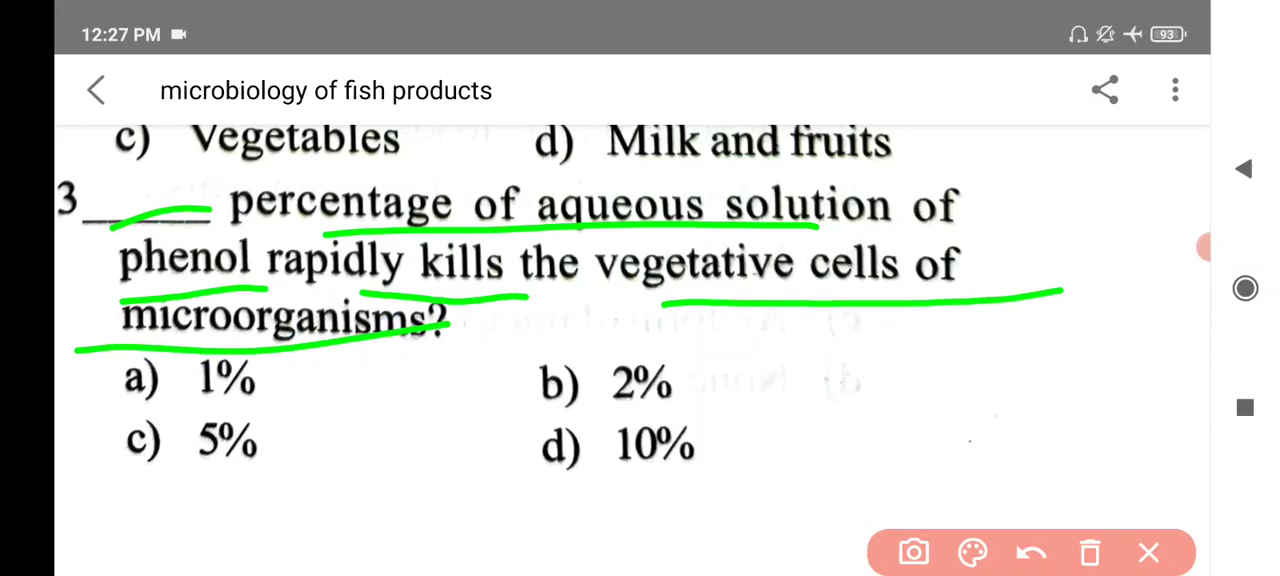 12:27 PM
93
microbiology of fish products
c) Vegetables d) Milk and fruits
3______ percentage of aqueous solution of
phenol rapidly kills the vegetative cells of
microorganisms?
a) 1% b) 2%
c) 5% d) 10%